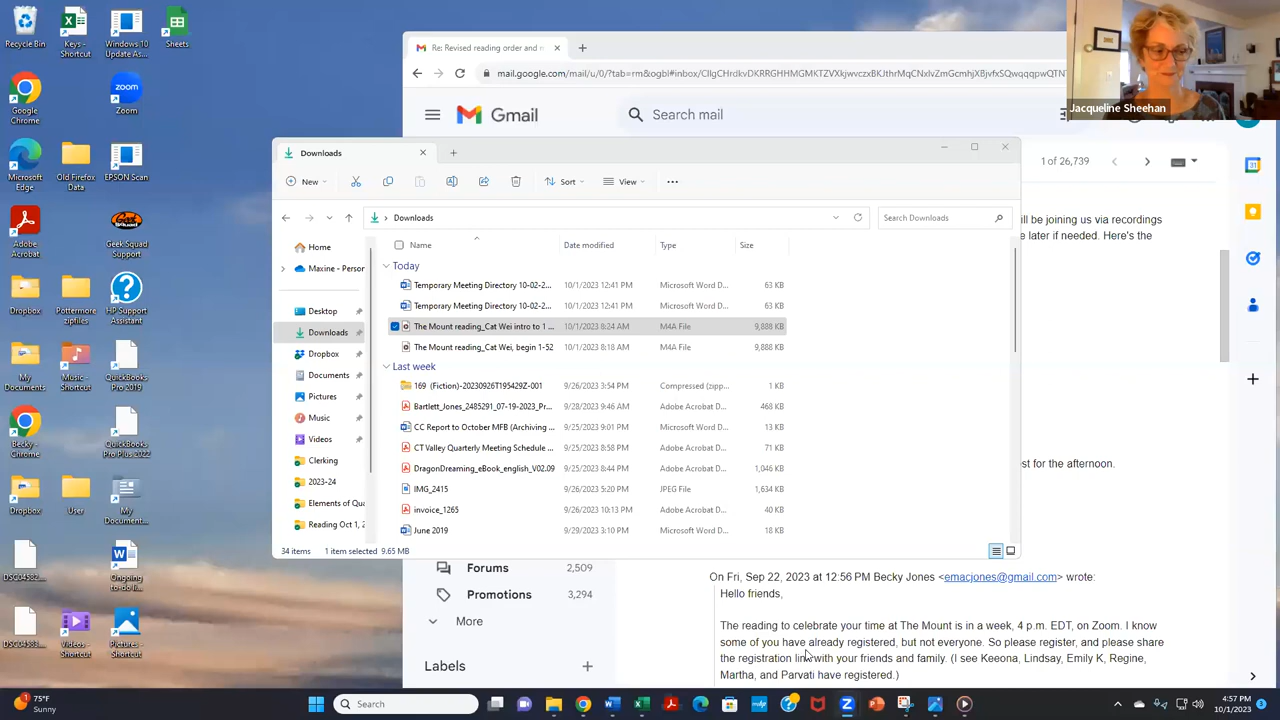 Recycle Bin
Keys - Shortcut
Windows 10 Update As...
Sheets
Google Chrome
Zoom
Microsoft Edge
Old Firefox Data
EPSON Scan
Adobe Acrobat
Geek Squad Support
Dropbox
Pottermore zipfiles
HP Support Assistant
My Documents
Music - Shortcut
QuickBooks Pro 2019
Becky - Chrome
QuickBooks Pro Plus 2022
Dropbox
User
My Document...
Ongoing to-do li...
Videos - Shortcut
Pictures - Shortcut
Re: Revised reading order and n
mail.google.com/mail/u/0/?tab=rm&ogbl#inbox/
Gmail
Search mail
Jacqueline Sheehan
1 of 26,739
ill be joining us via recordings
e later if needed. Here's the
st for the afternoon.
Downloads
New
Sort
View
Downloads
Search Downloads
Home
Maxine - Person
Desktop
Downloads
Dropbox
Documents
Pictures
Music
Videos
Clerking
2023-24
Elements of Qua
Reading Oct 1, 2
Name Date modified Type Size
Today
Temporary Meeting Directory 10-02-2... 10/1/2023 12:41 PM Microsoft Word D... 63 KB
Temporary Meeting Directory 10-02-2... 10/1/2023 12:41 PM Microsoft Word D... 63 KB
The Mount reading_Cat Wei intro to 1 ... 10/1/2023 8:24 AM M4A File 9,888 KB
The Mount reading_Cat Wei, begin 1-52 10/1/2023 8:18 AM M4A File 9,888 KB
Last week
169 (Fiction)-20230926T195429Z-001 9/26/2023 3:54 PM Compressed (zipp... 1 KB
Bartlett_Jones_2485291_07-19-2023_Pr... 9/28/2023 9:46 AM Adobe Acrobat D... 468 KB
CC Report to October MFB (Archiving ... 9/25/2023 9:01 PM Microsoft Word D... 13 KB
CT Valley Quarterly Meeting Schedule ... 9/25/2023 8:58 PM Adobe Acrobat D... 71 KB
DragonDreaming_eBook_english_V02.09 9/25/2023 8:44 PM Adobe Acrobat D... 1,046 KB
IMG_2415 9/26/2023 5:20 PM JPEG File 1,634 KB
invoice_1265 9/26/2023 10:13 PM Adobe Acrobat D... 40 KB
June 2019 9/29/2023 3:10 PM Microsoft Word D... 18 KB
34 items 1 item selected 9.65 MB
Forums 2,509
Promotions 3,294
More
Labels
On Fri, Sep 22, 2023 at 12:56 PM Becky Jones <emacjones@gmail.com> wrote:
Hello friends,
The reading to celebrate your time at The Mount is in a week, 4 p.m. EDT, on Zoom. I know
some of you have already registered, but not everyone. So please register, and please share
the registration link with your friends and family. (I see Keeona, Lindsay, Emily K, Regine,
Martha, and Parvati have registered.)
75°F
Cloudy
Search
4:57 PM
10/1/2023